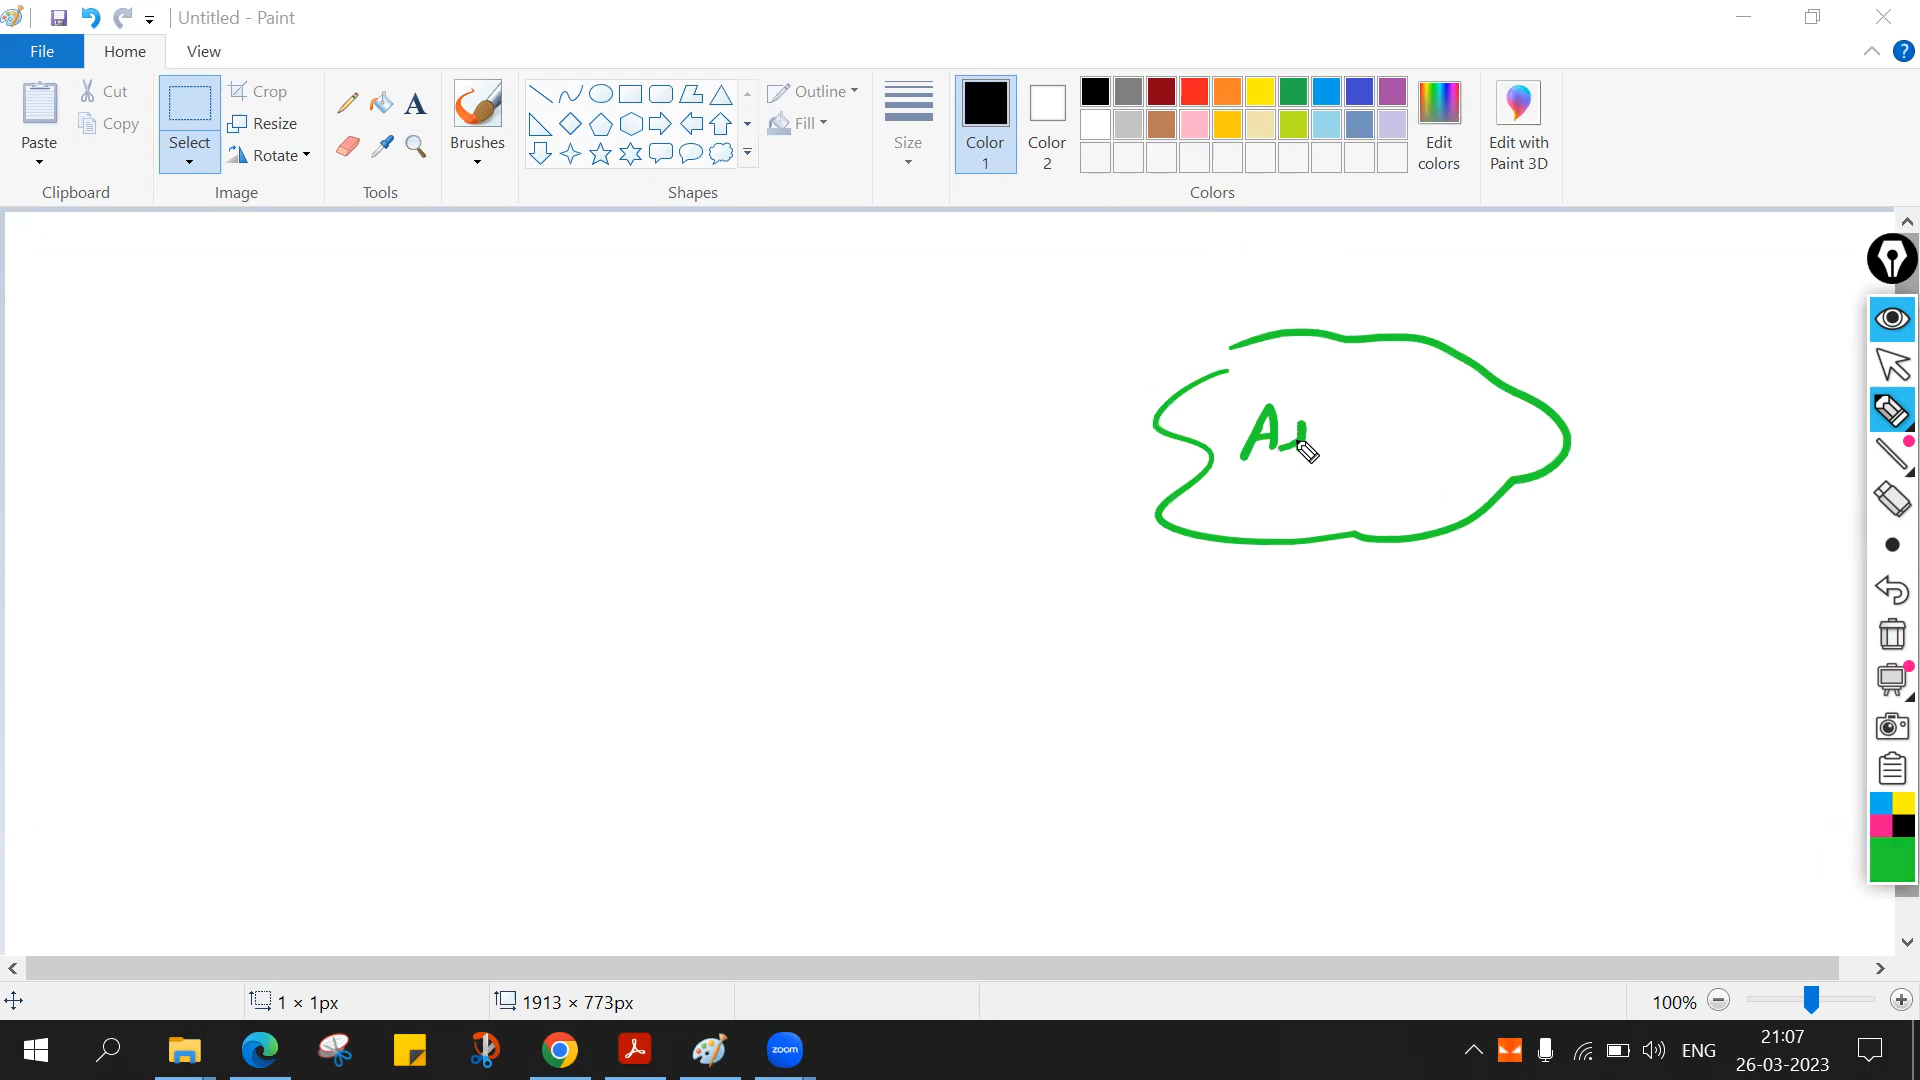 Untitled - Paint
File Home View
Paste
Cut
Copy
Clipboard
Select
Crop
Resize
Rotate
Image
Tools
Brushes
Shapes
Outline
Fill
Size
Color 1
Color 2
Colors
Edit colors
Edit with Paint 3D
1 × 1px
1913 × 773px
100%
zoom
ENG
21:07
26-03-2023